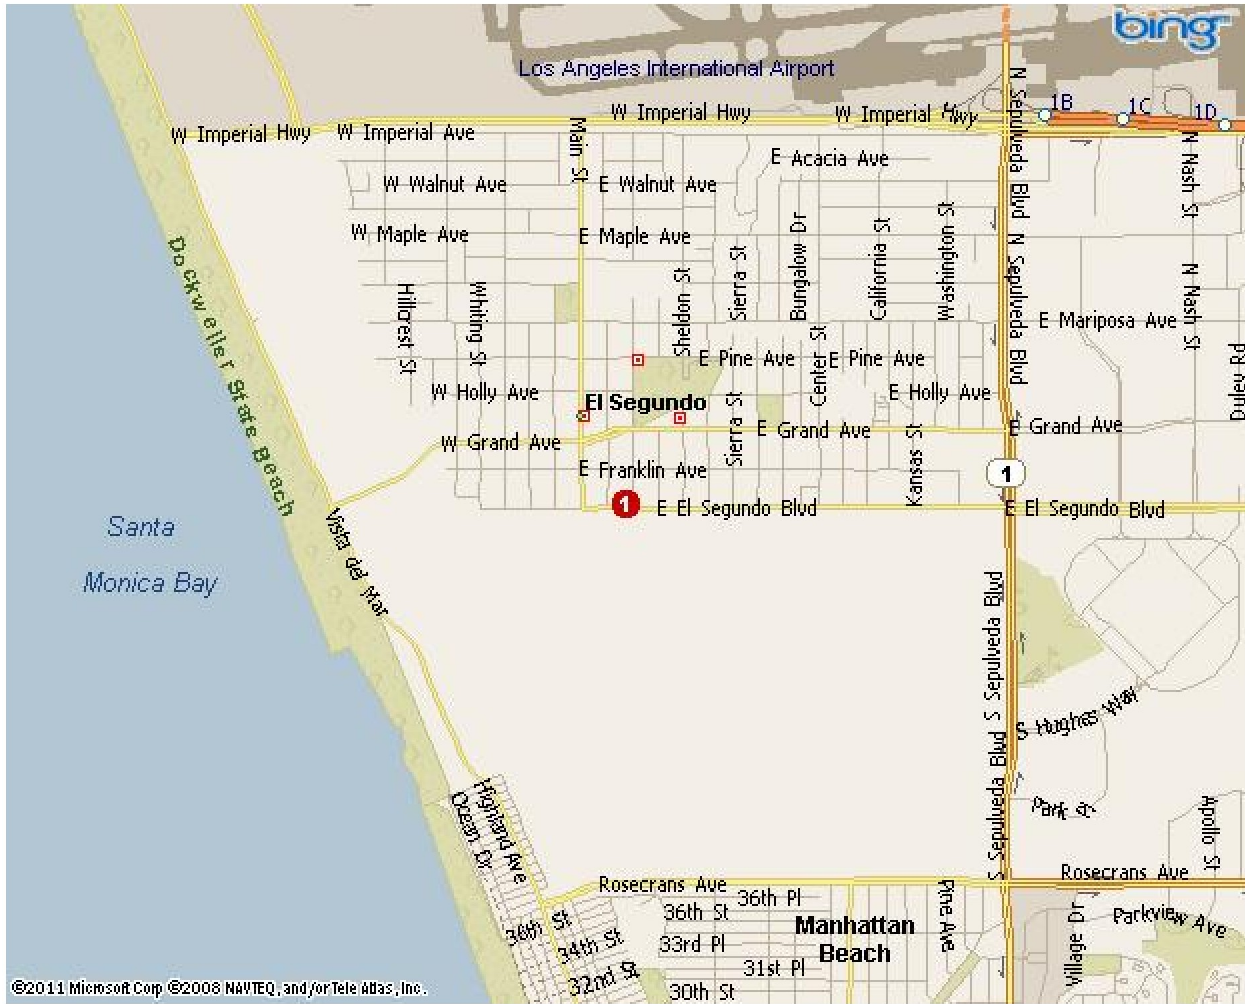 bing
Los Angeles International Airport
N Sepulveda Blvd
1B
1C
1D
W Imperial Hwy
W Imperial Hwy
W Imperial Hwy
W Imperial Ave
Main St
E Acacia Ave
N Nash St
W Walnut Ave
E Walnut Ave
W Maple Ave
E Maple Ave
Sierra St
Bungalow Dr
California St
Washington St
N Sepulveda Blvd
Dockweiler State Beach
Hillcrest St
Whiting St
Sheldon St
N Nash St
E Mariposa Ave
E Pine Ave
Center St
E Pine Ave
W Holly Ave
El Segundo
E Holly Ave
Sierra St
W Grand Ave
E Grand Ave
E Grand Ave
Kansas St
E Franklin Ave
1
1
E El Segundo Blvd
E El Segundo Blvd
Santa
Monica Bay
Vista del Mar
S Sepulveda Blvd
S Hughes Way
S Sepulveda Blvd
Highland Ave
Ocean Dr
Apollo St
Rosecrans Ave
Rosecrans Ave
36th Pl
36th St
Pine Ave
Village Dr
Parkview Ave
Manhattan
Beach
36th St
34th St
33rd Pl
31st Pl
32nd St
30th St
©2011 Microsoft Corp ©2008 NAVTEQ, and/or Tele Atlas, Inc.